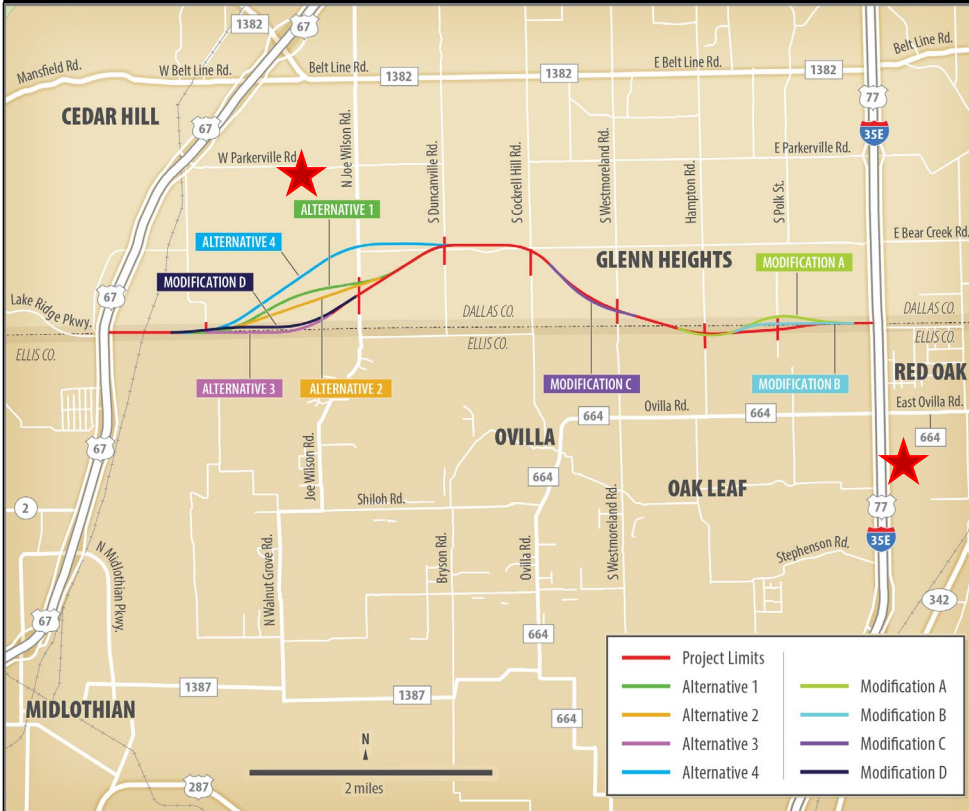 1382
67
Mansfield Rd.
W Belt Line Rd.
Belt Line Rd.
1382
1382
E Belt Line Rd.
1382
Belt Line Rd.
77
35E
CEDAR HILL
67
W Parkerville Rd.
N Joe Wilson Rd.
S Duncanville Rd.
S Cockrell Hill Rd.
S Westmoreland Rd.
Hampton Rd.
S Polk St.
E Parkerville Rd.
ALTERNATIVE 1
ALTERNATIVE 4
MODIFICATION D
GLENN HEIGHTS
MODIFICATION A
E Bear Creek Rd.
67
Lake Ridge Pkwy.
DALLAS CO.
ELLIS CO.
DALLAS CO.
ELLIS CO.
ELLIS CO.
ALTERNATIVE 3
ALTERNATIVE 2
MODIFICATION C
MODIFICATION B
RED OAK
Ovilla Rd.
664
664
East Ovilla Rd.
664
67
OVILLA
664
OAK LEAF
Joe Wilson Rd.
Shiloh Rd.
2
77
35E
N Midlothian Pkwy.
N Walnut Grove Rd.
Bryson Rd.
Ovilla Rd.
S Westmoreland Rd.
Stephenson Rd.
342
67
664
1387
1387
664
MIDLOTHIAN
N
2 miles
287
Project Limits
Alternative 1
Alternative 2
Alternative 3
Alternative 4
Modification A
Modification B
Modification C
Modification D